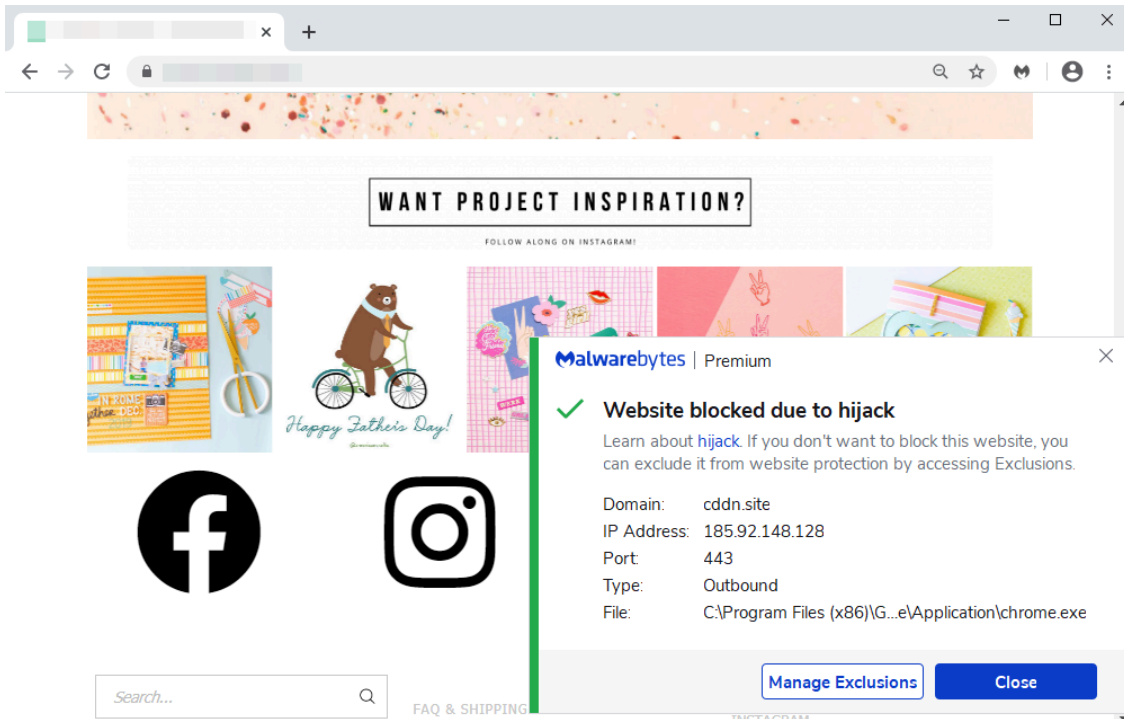 WANT PROJECT INSPIRATION?
FOLLOW ALONG ON INSTAGRAM!
Happy Father's Day!
Malwarebytes | Premium
Website blocked due to hijack
Learn about hijack. If you don't want to block this website, you
can exclude it from website protection by accessing Exclusions.
Domain: cddn.site
IP Address: 185.92.148.128
Port: 443
Type: Outbound
File: C:\Program Files (x86)\G...e\Application\chrome.exe
Manage Exclusions
Close
Search...
FAQ & SHIPPING
INSTAGRAM